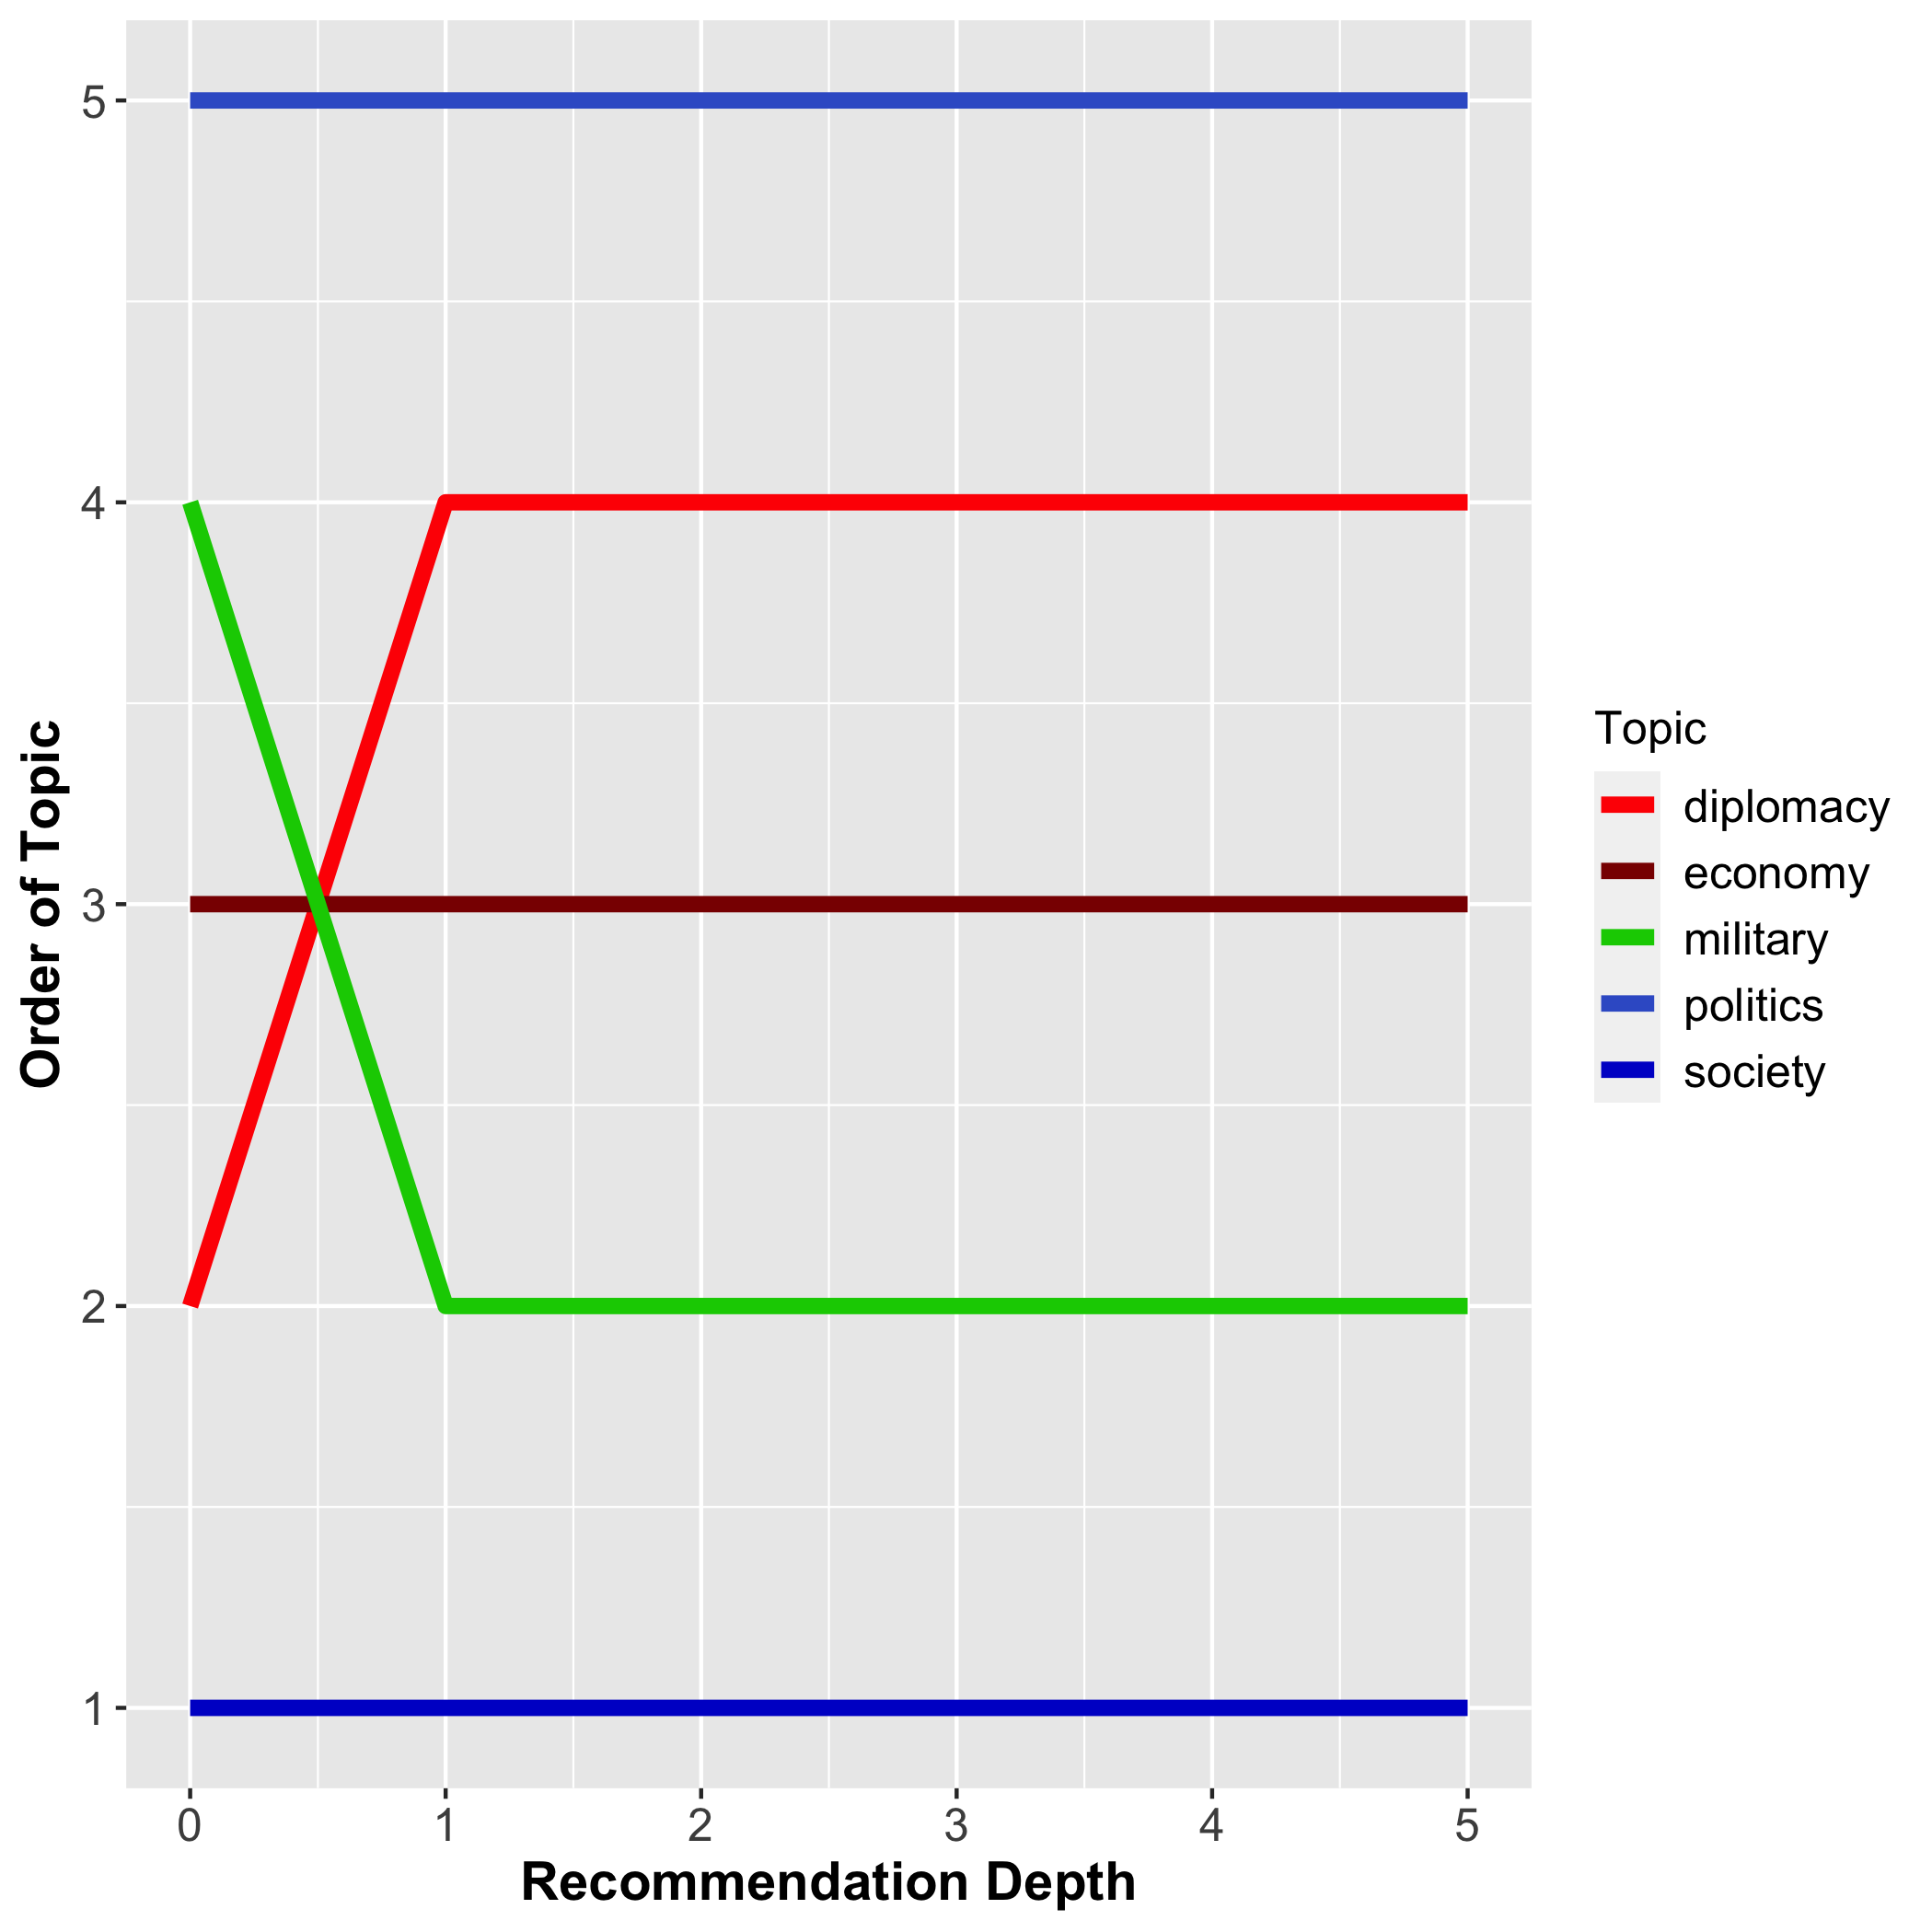 Order of Topic
5
4
3
2
1
0 1 2 3 4 5
Recommendation Depth
Topic
diplomacy
economy
military
politics
society